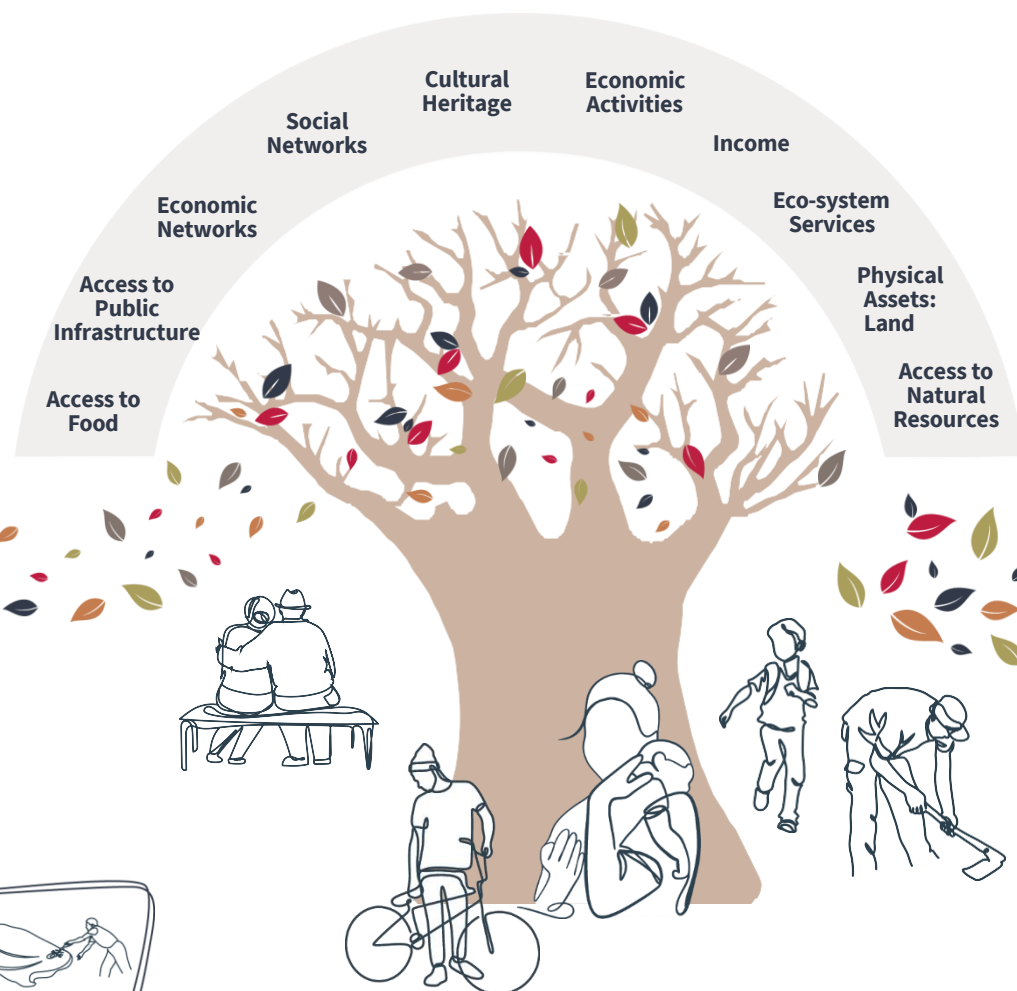 Cultural
Heritage
Economic
Activities
Social
Networks
Income
Economic
Networks
Eco-system
Services
Access to
Public
Infrastructure
Physical
Assets:
Land
Access to
Food
Access to
Natural
Resources